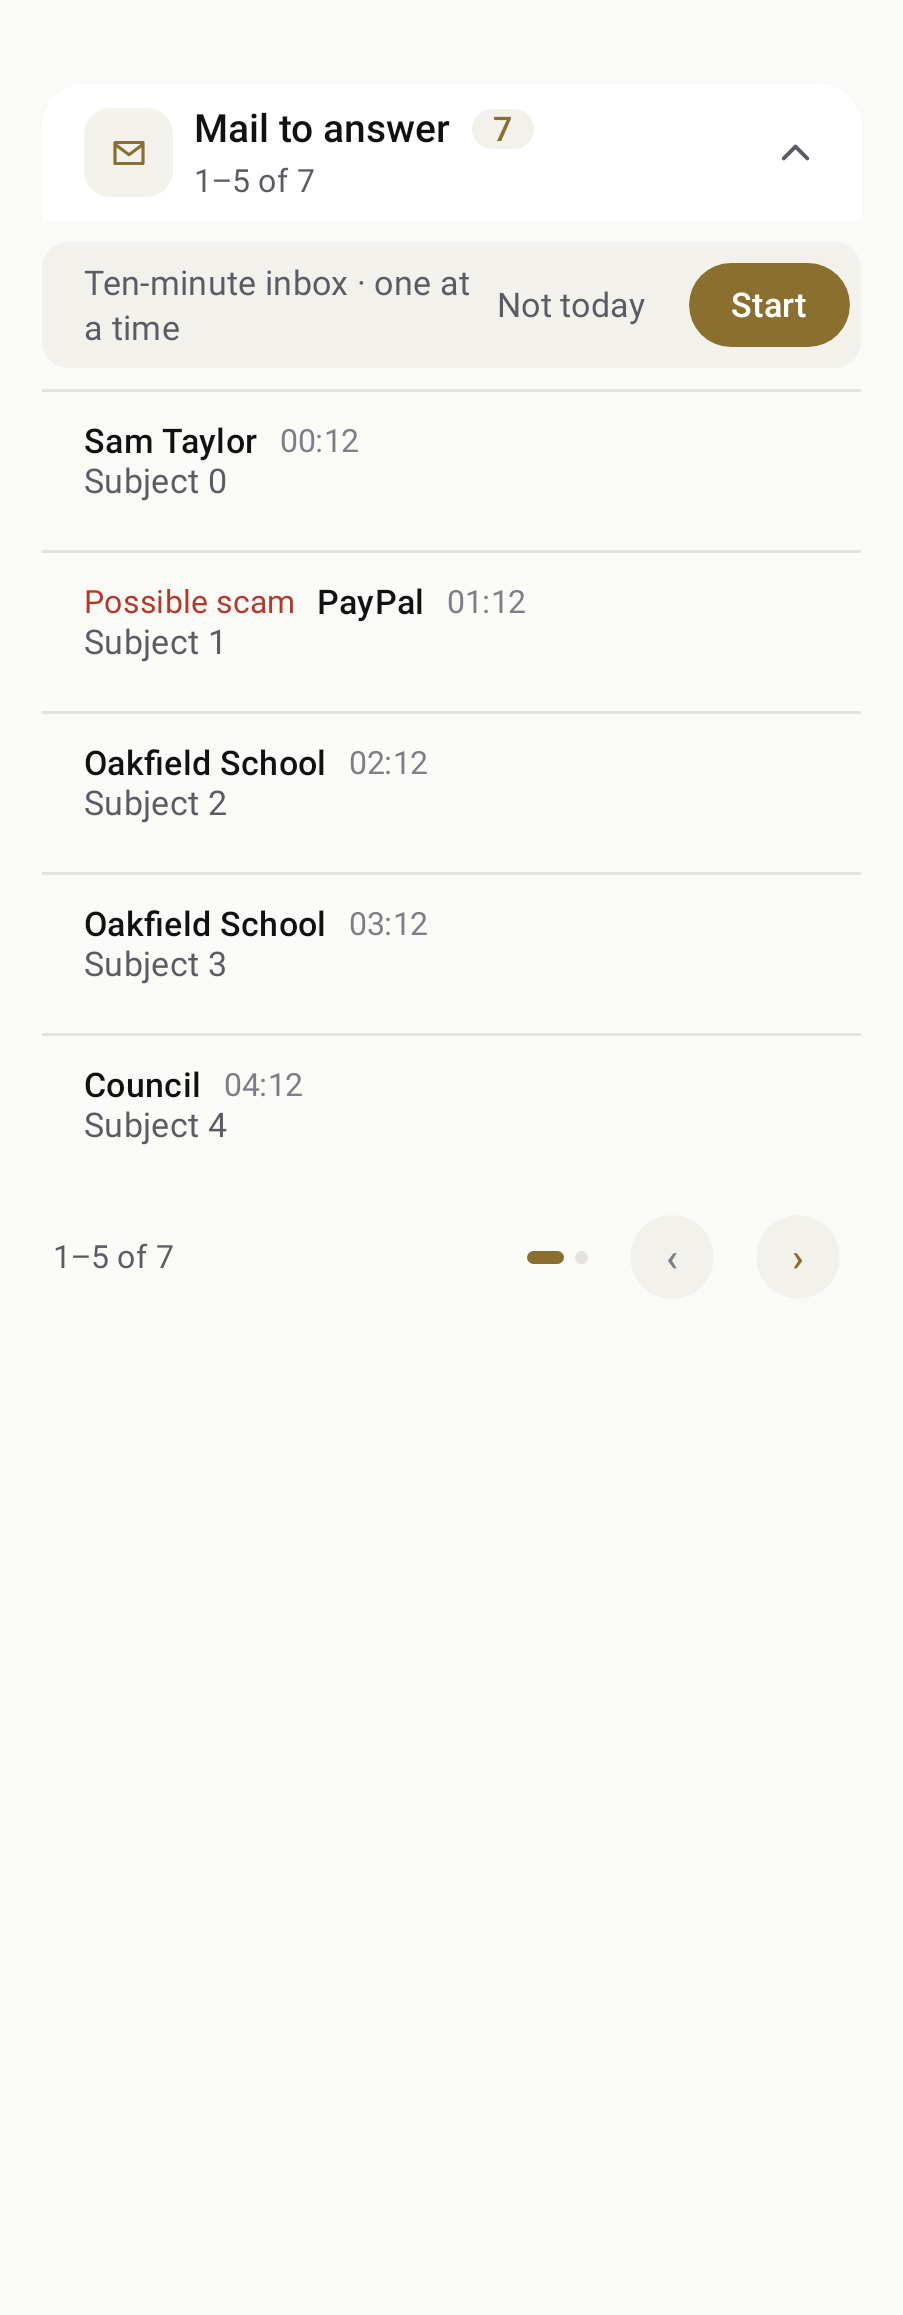 Mail to answer 7
1–5 of 7
Ten-minute inbox · one at
a time
Not today
Start
Sam Taylor 00:12
Subject 0
Possible scam PayPal 01:12
Subject 1
Oakfield School 02:12
Subject 2
Oakfield School 03:12
Subject 3
Council 04:12
Subject 4
1–5 of 7 ‹ ›